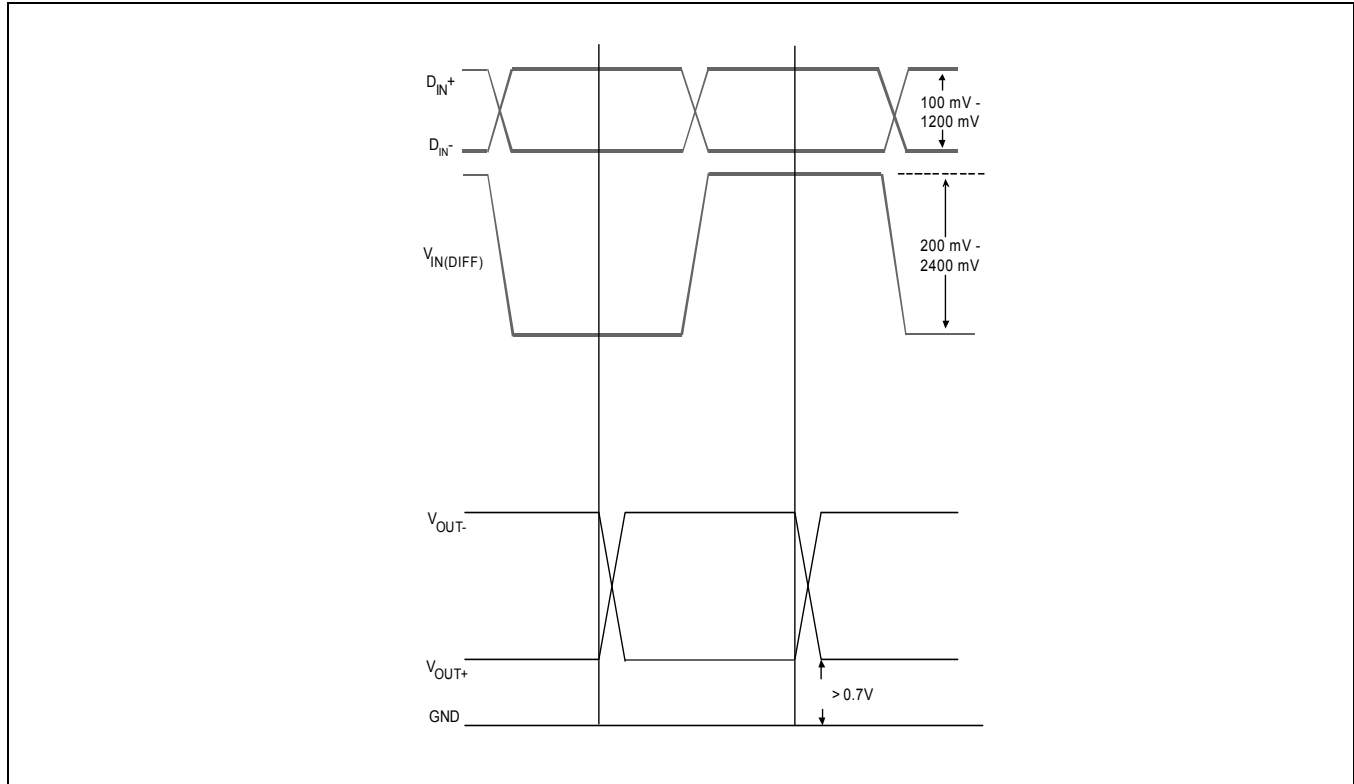 D_IN+
100 mV -
1200 mV
D_IN-
V_IN(DIFF)
200 mV -
2400 mV
V_OUT-
V_OUT+
> 0.7V
GND